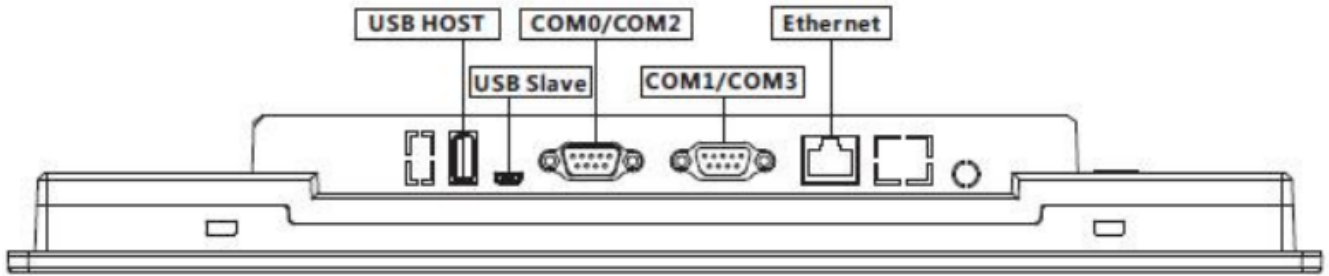 USB HOST
COM0/COM2
Ethernet
USB Slave
COM1/COM3